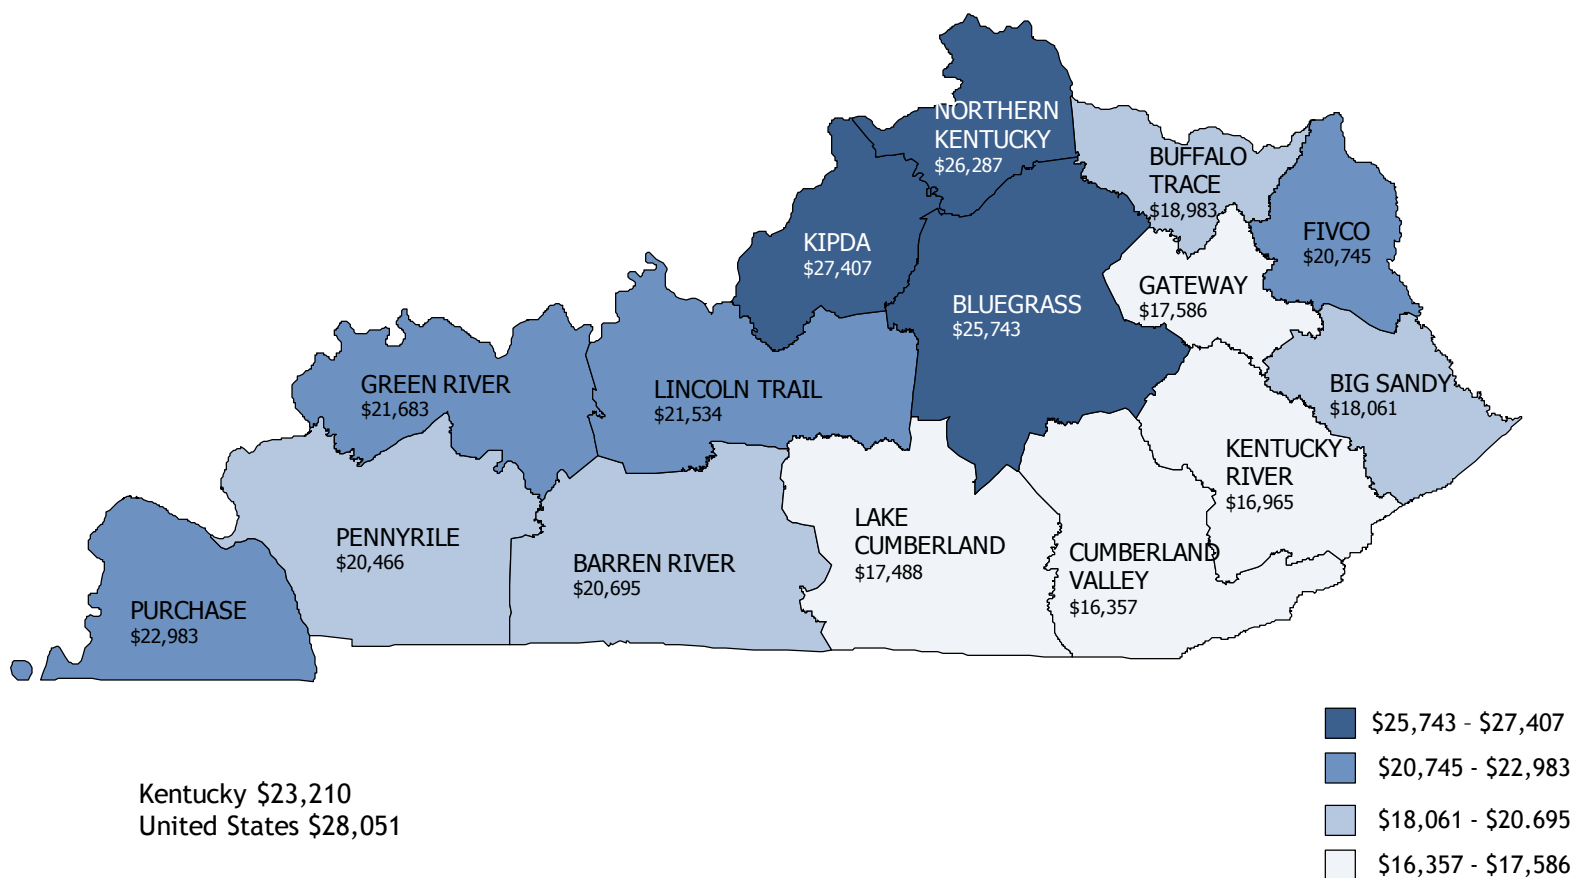 NORTHERN
KENTUCKY
$26,287
BUFFALO
TRACE
$18,983
FIVCO
$20,745
KIPDA
$27,407
GATEWAY
$17,586
BLUEGRASS
$25,743
GREEN RIVER
$21,683
LINCOLN TRAIL
$21,534
BIG SANDY
$18,061
KENTUCKY
RIVER
$16,965
LAKE
CUMBERLAND
$17,488
PENNYRILE
$20,466
BARREN RIVER
$20,695
CUMBERLAND
VALLEY
$16,357
PURCHASE
$22,983
$25,743 - $27,407
$20,745 - $22,983
$18,061 - $20.695
$16,357 - $17,586
Kentucky $23,210
United States $28,051